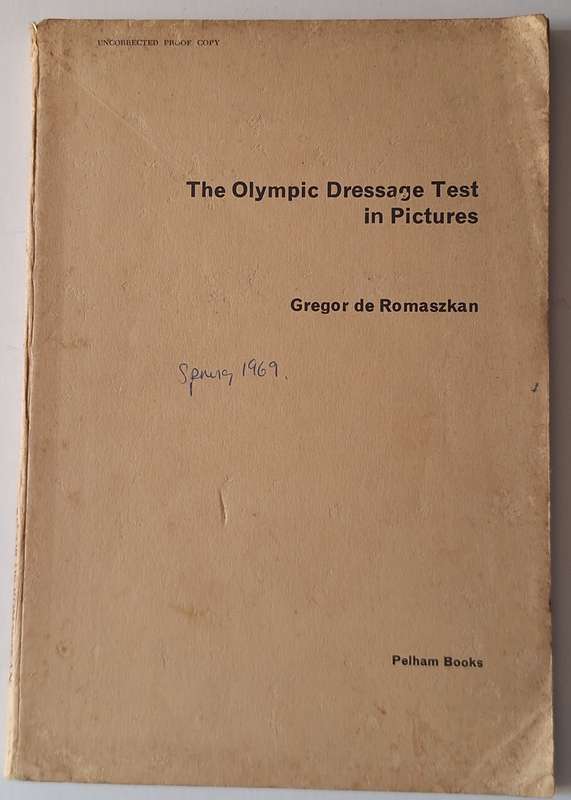 UNCORRECTED PROOF COPY
The Olympic Dressage Test
in Pictures
Gregor de Romaszkan
Spring 1969.
Pelham Books